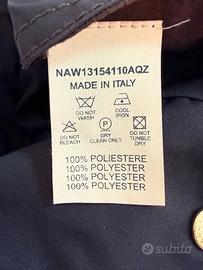 NAW13154110AQZ
MADE IN ITALY
DO NOT WASH
COOL IRON
DO NOT BLEACH
P
DRY CLEAN ONLY
DO NOT TUMBLE DRY
100% POLIESTERE
100% POLYESTER
100% POLYESTER
100% POLYESTER
subito